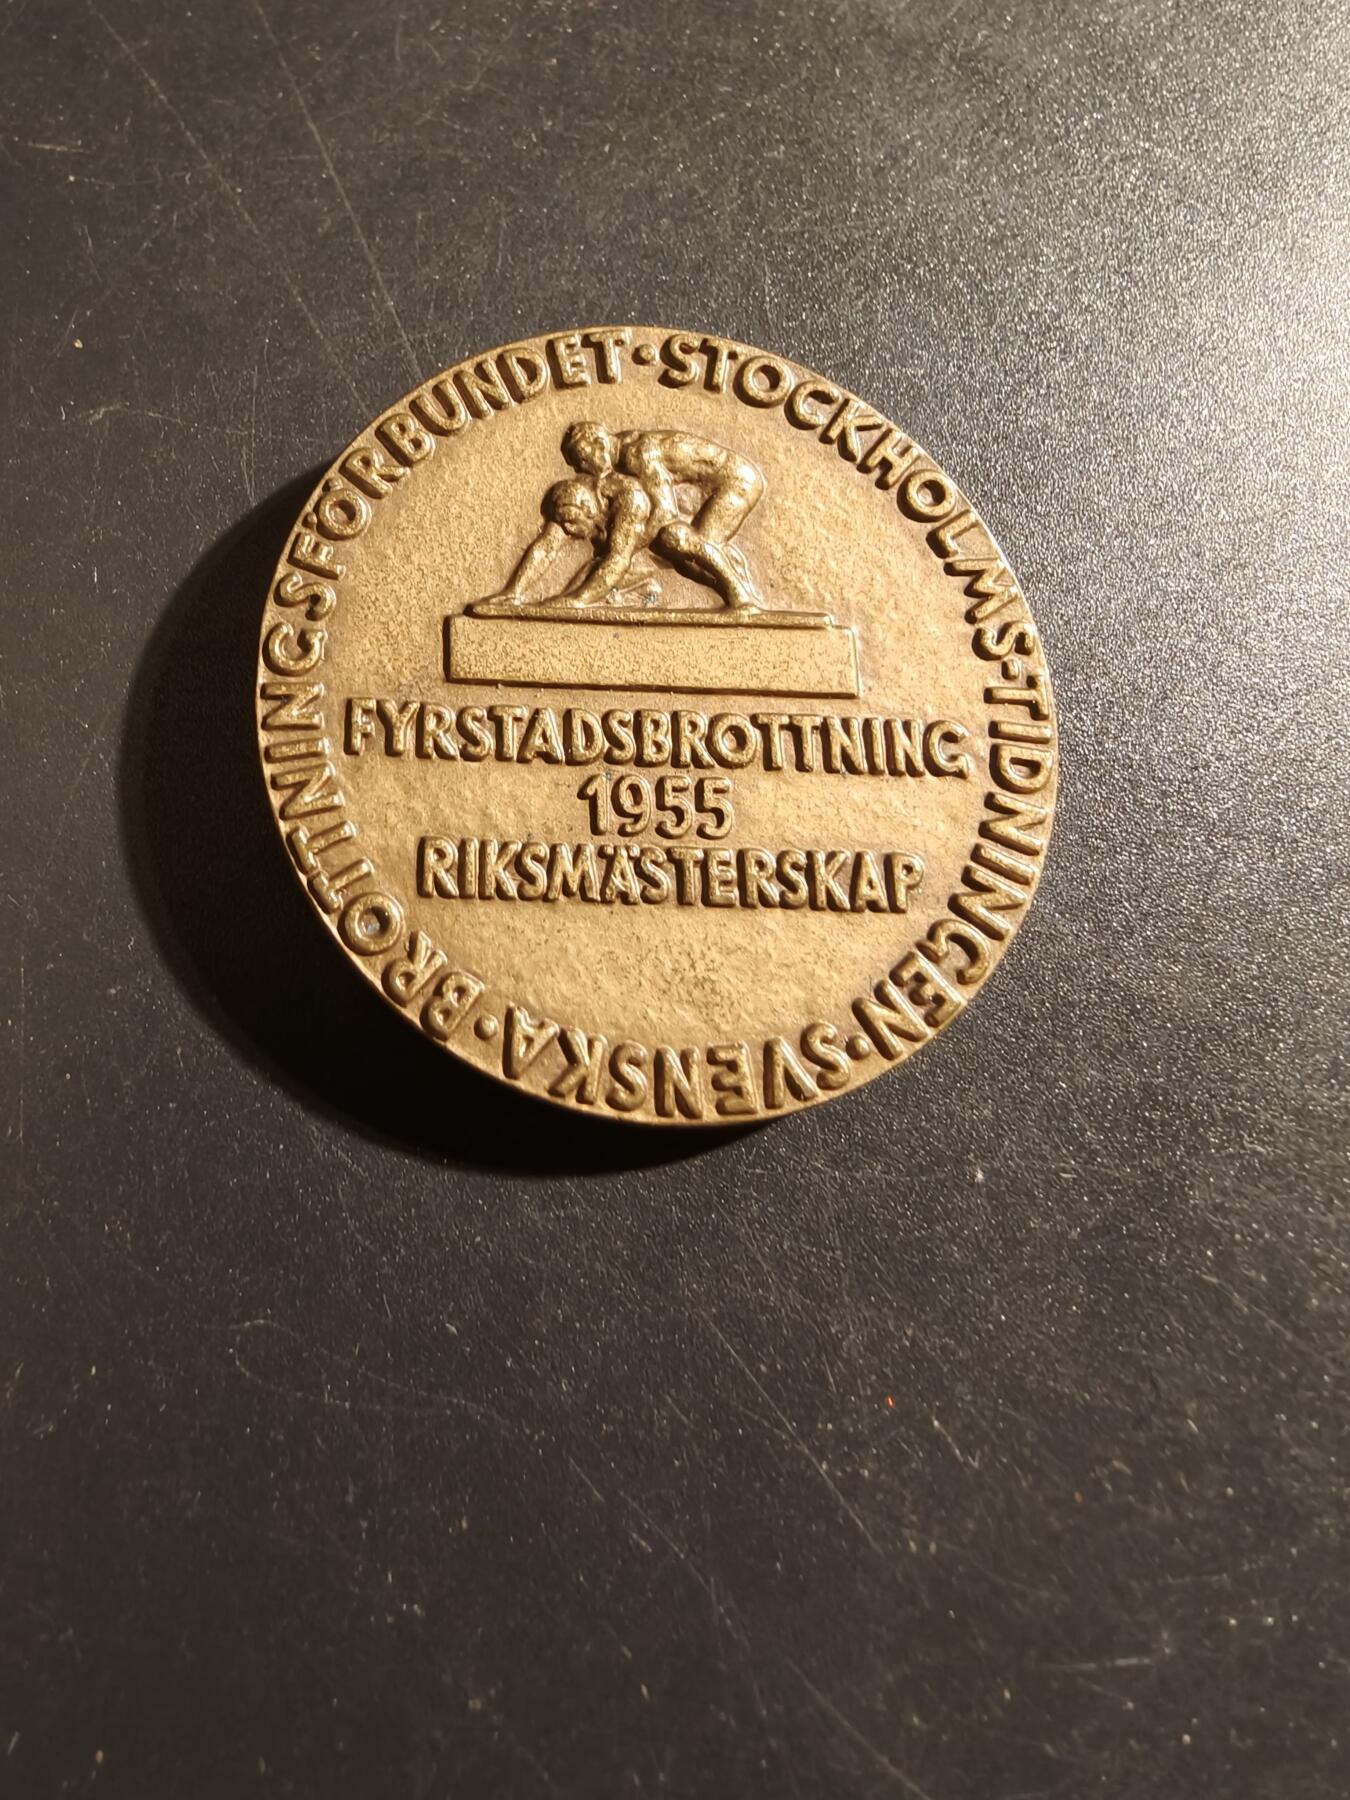 SVENSKA·BROTTNINGSFÖRBUNDET·STOCKHOLMS-TIDNINGEN·
FYRSTADSBROTTNING
1955
RIKSMÄSTERSKAP